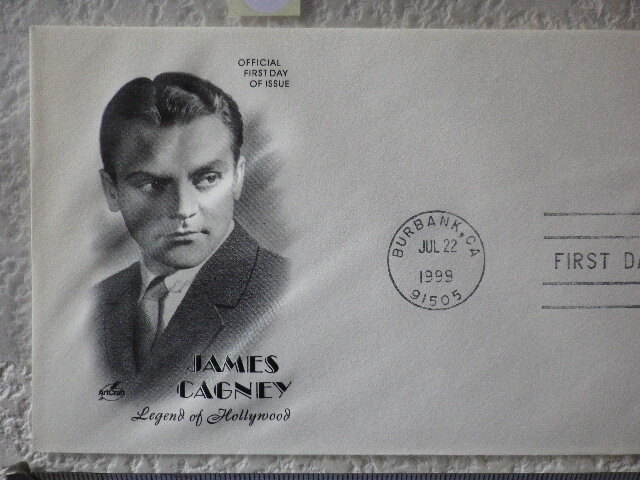 OFFICIAL
FIRST DAY
OF ISSUE
BURBANK, CA
JUL 22
1999
91505
FIRST DA
JAMES
CAGNEY
Legend of Hollywood
ArtCraft